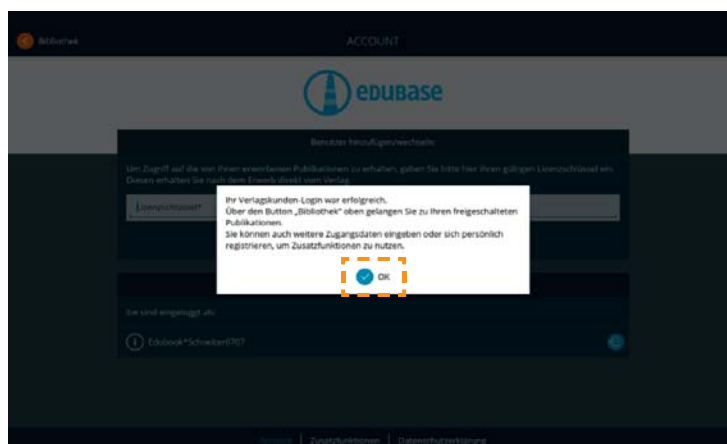 Bibliothek
ACCOUNT
EDUBASE
Benutzer hinzufügen/wechseln
Um Zugriff auf die von Ihnen erworbenen Publikationen zu erhalten, geben Sie bitte hier Ihren gültigen Lizenzschlüssel ein.
Diesen erhalten Sie nach dem Erwerb direkt vom Verlag.
Lizenzschlüssel*
Ihr Verlagskunden-Login war erfolgreich.
Über den Button „Bibliothek" oben gelangen Sie zu Ihren freigeschalteten
Publikationen.
Sie können auch weitere Zugangsdaten eingeben oder sich persönlich
registrieren, um Zusatzfunktionen zu nutzen.
OK
Sie sind eingeloggt als:
Edubook*Schneiter0707
Account | Zusatzfunktionen | Datenschutzerklärung